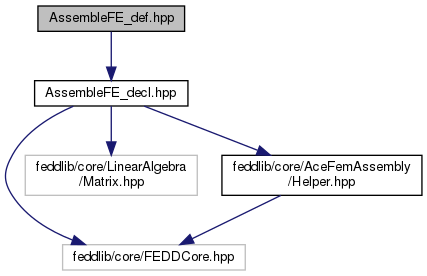 AssembleFE_def.hpp
AssembleFE_decl.hpp
feddlib/core/LinearAlgebra
/Matrix.hpp
feddlib/core/AceFemAssembly
/Helper.hpp
feddlib/core/FEDDCore.hpp